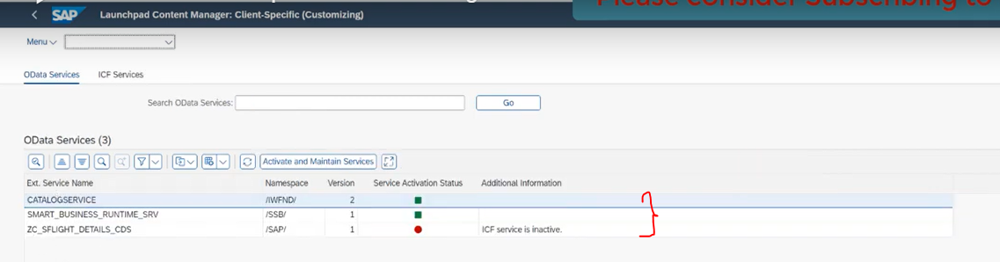 Please consider Subscribing to
SAP Launchpad Content Manager: Client-Specific (Customizing)
Menu
OData Services ICF Services
Search OData Services: Go
OData Services (3)
Activate and Maintain Services
Ext. Service Name Namespace Version Service Activation Status Additional Information
CATALOGSERVICE /IWFND/ 2
SMART_BUSINESS_RUNTIME_SRV /SSB/ 1
ZC_SFLIGHT_DETAILS_CDS /SAP/ 1 ICF service is inactive.